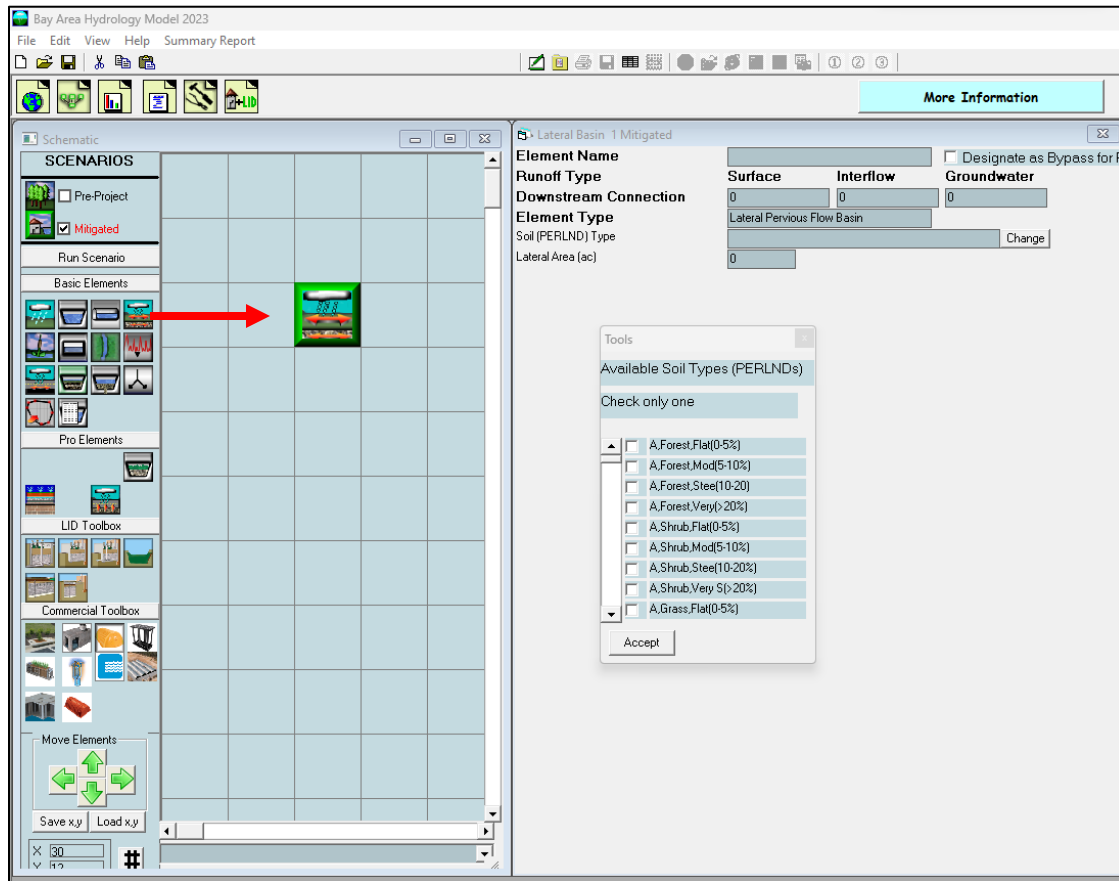 Bay Area Hydrology Model 2023
File Edit View Help Summary Report
+LID
More Information
Schematic
SCENARIOS
Pre-Project
Mitigated
Run Scenario
Basic Elements
Pro Elements
LID Toolbox
Commercial Toolbox
Move Elements
Save x,y Load x,y
X 30
Y 12
#
Lateral Basin 1 Mitigated
Element Name Designate as Bypass for
Runoff Type Surface Interflow Groundwater
Downstream Connection 0 0 0
Element Type Lateral Pervious Flow Basin
Soil (PERLND) Type Change
Lateral Area (ac) 0
Tools
Available Soil Types (PERLNDs)
Check only one
A,Forest,Flat(0-5%)
A,Forest,Mod(5-10%)
A,Forest,Stee(10-20)
A,Forest,Very(>20%)
A,Shrub,Flat(0-5%)
A,Shrub,Mod(5-10%)
A,Shrub,Stee(10-20%)
A,Shrub,Very S(>20%)
A,Grass,Flat(0-5%)
Accept